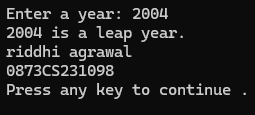 Enter a year: 2004
2004 is a leap year.
riddhi agrawal
0873CS231098
Press any key to continue .